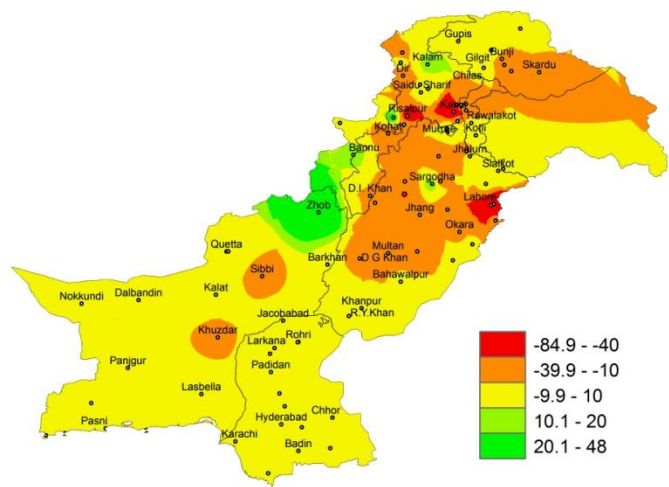 Gupis
Gilgit
Bunji
Kalam
Skardu
Dir
Chilas
Saidu Sharif
Risalpur
Rawalakot
Kohat
Kotli
Bannu
Jhelum
Sialkot
Sargodha
D.I. Khan
Zhob
Lahore
Jhang
Okara
Quetta
Multan
D G Khan
Barkhan
Sibbi
Bahawalpur
Kalat
Dalbandin
Nokkundi
Khanpur
R.Y.Khan
Jacobabad
Khuzdar
Rohri
Larkana
Panjgur
Padidan
Lasbella
Pasni
Hyderabad
Chhor
Karachi
Badin
-84.9 - -40
-39.9 - -10
-9.9 - 10
10.1 - 20
20.1 - 48